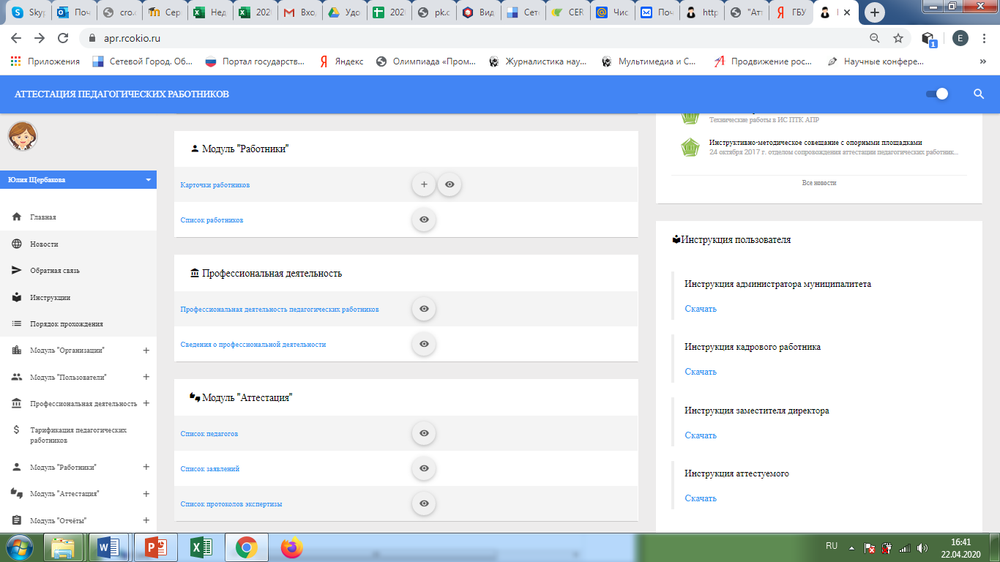 Skyp
Поч
cro.c
Сер
Нед
202
Вхо
Удо
202
pk.c
Вид
Сет
CER
Чис
Поч
http
"Ат
ГБУ
apr.rcokio.ru
E
1
Приложения
Сетевой Город. Об...
Портал государств...
Яндекс
Олимпиада «Пром...
Журналистика нау...
Мультимедиа и С...
Продвижение рос...
Научные конфере...
»
АТТЕСТАЦИЯ ПЕДАГОГИЧЕСКИХ РАБОТНИКОВ
Юлия Щербакова
Главная
Новости
Обратная связь
Инструкции
Порядок прохождения
Модуль "Организации"
Модуль "Пользователи"
Профессиональная деятельность
Тарификация педагогических
работников
Модуль "Работники"
Модуль "Аттестация"
Модуль "Отчёты"
Модуль "Работники"
Карточки работников
Список работников
Профессиональная деятельность
Профессиональная деятельность педагогических работников
Сведения о профессиональной деятельности
Модуль "Аттестация"
Список педагогов
Список заявлений
Список протоколов экспертизы
Технические работы в ИС ПТК АПР
Инструктивно-методическое совещание с опорными площадками
24 октября 2017 г. отделом сопровождения аттестации педагогических работник...
Все новости
Инструкция пользователя
Инструкция администратора муниципалитета
Скачать
Инструкция кадрового работника
Скачать
Инструкция заместителя директора
Скачать
Инструкция аттестуемого
Скачать
RU
16:41
22.04.2020